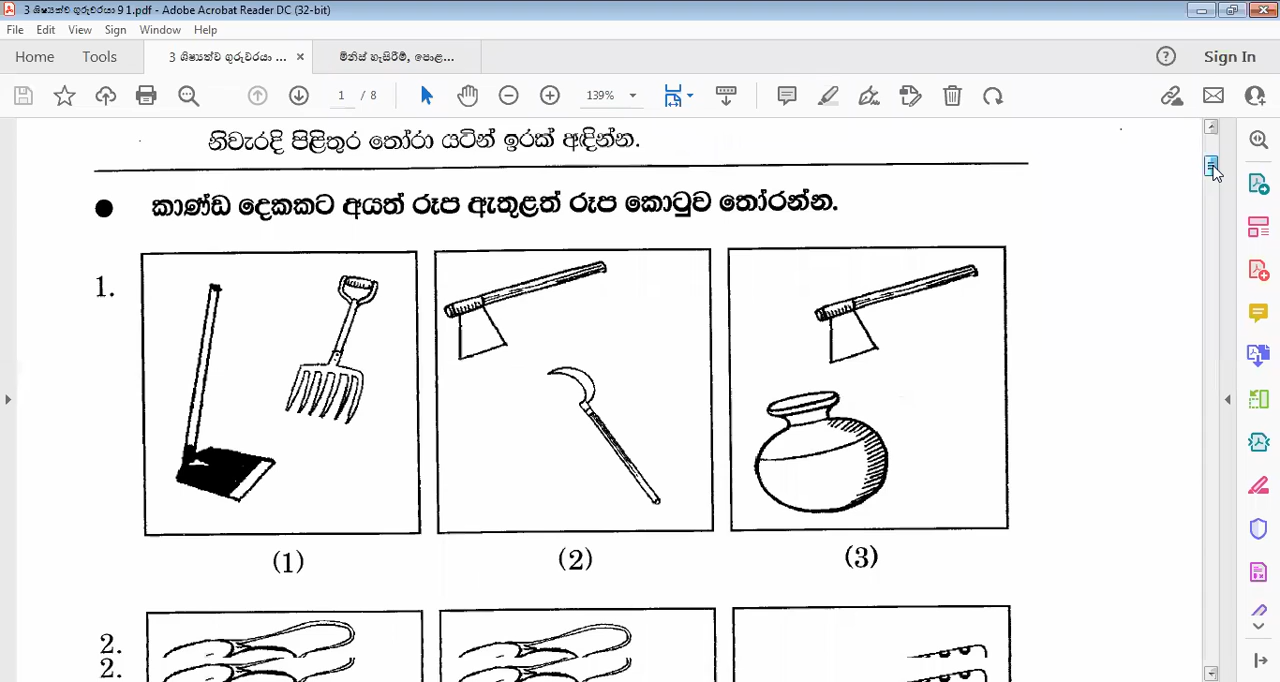 3 ශිෂ්‍යත්ව ගුරුවරයා 9 1.pdf - Adobe Acrobat Reader DC (32-bit)
File Edit View Sign Window Help
Home Tools 3 ශිෂ්‍යත්ව ගුරුවරයා ... × මිනිස් හැසිරීම්, පොළ... Sign In
1 / 8 139%
නිවැරදි පිළිතුර තෝරා යටින් ඉරක් අඳින්න.
● කාණ්ඩ දෙකකට අයත් රූප ඇතුළත් රූප කොටුව තෝරන්න.
1.
(1) (2) (3)
2.
2.